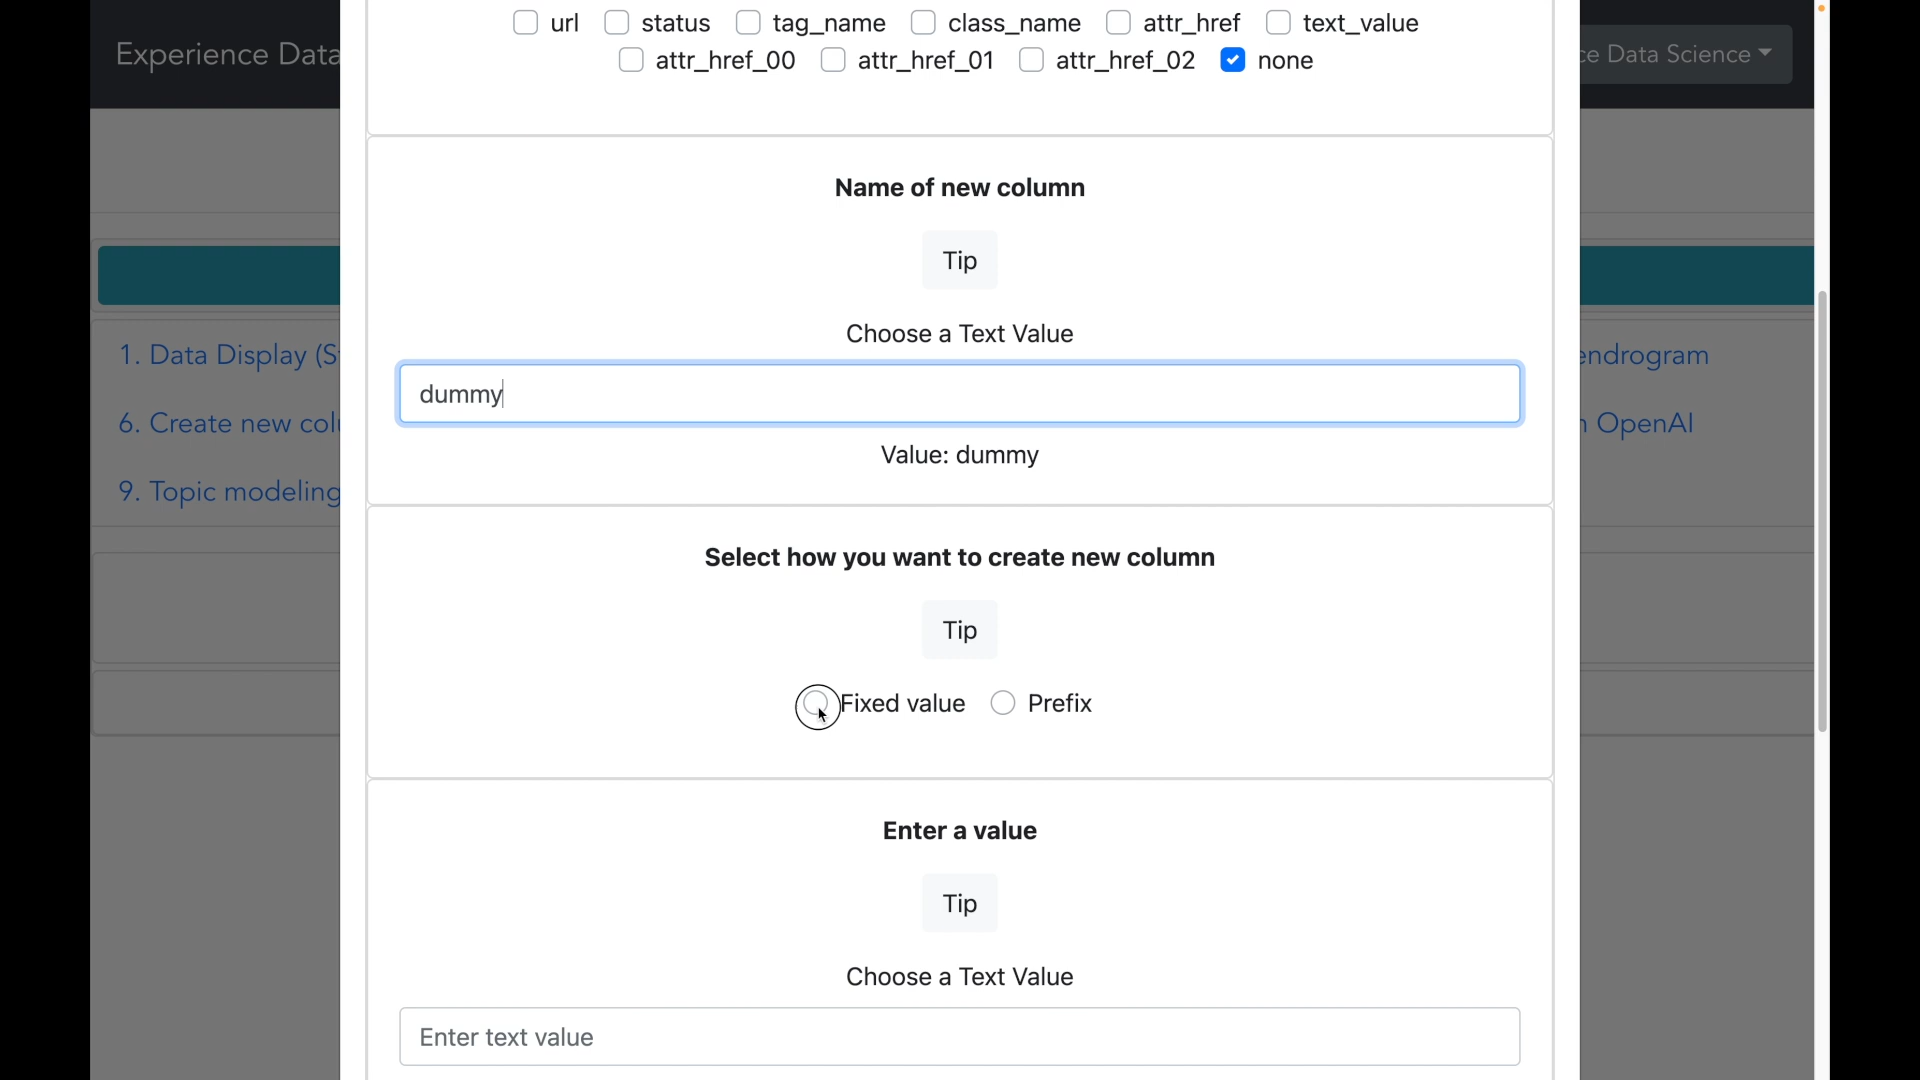 url status tag_name class_name attr_href text_value
attr_href_00 attr_href_01 attr_href_02 none
Experience Data
ce Data Science
Name of new column
Tip
Choose a Text Value
dummy
Value: dummy
1. Data Display (S
endrogram
6. Create new col
OpenAI
9. Topic modeling
Select how you want to create new column
Tip
Fixed value Prefix
Enter a value
Tip
Choose a Text Value
Enter text value